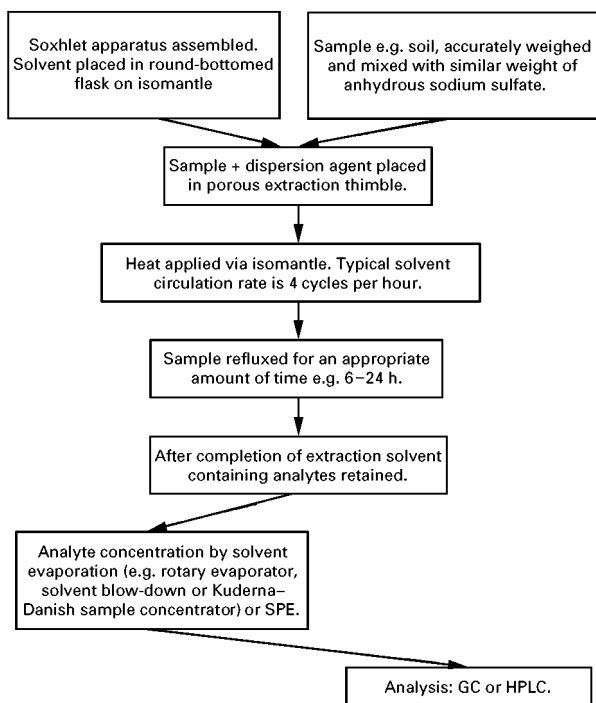 Soxhlet apparatus assembled.
Solvent placed in round-bottomed
flask on isomantle
Sample e.g. soil, accurately weighed
and mixed with similar weight of
anhydrous sodium sulfate.
Sample + dispersion agent placed
in porous extraction thimble.
Heat applied via isomantle. Typical solvent
circulation rate is 4 cycles per hour.
Sample refluxed for an appropriate
amount of time e.g. 6–24 h.
After completion of extraction solvent
containing analytes retained.
Analyte concentration by solvent
evaporation (e.g. rotary evaporator,
solvent blow-down or Kuderna–
Danish sample concentrator) or SPE.
Analysis: GC or HPLC.